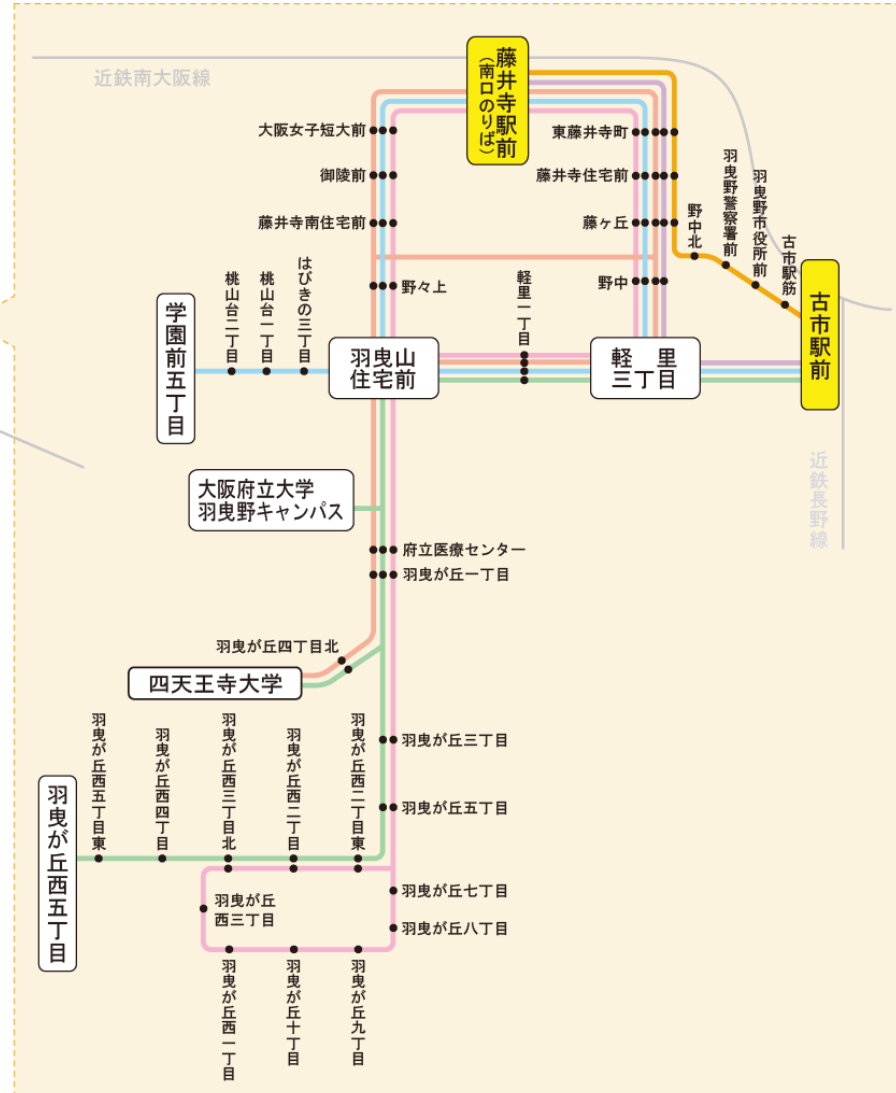 近鉄南大阪線
藤井寺駅前
(南口のりば)
大阪女子短大前
御陵前
藤井寺南住宅前
野々上
東藤井寺町
藤井寺住宅前
藤ヶ丘
野中
野中北
羽曳野警察署前
羽曳野市役所前
古市駅筋
古市駅前
学園前五丁目
桃山台二丁目
桃山台一丁目
はびきの三丁目
羽曳山
住宅前
軽里一丁目
軽里
三丁目
近鉄長野線
大阪府立大学
羽曳野キャンパス
府立医療センター
羽曳が丘一丁目
羽曳が丘四丁目北
四天王寺大学
羽曳が丘三丁目
羽曳が丘五丁目
羽曳が丘西五丁目
羽曳が丘西五丁目東
羽曳が丘西四丁目
羽曳が丘西三丁目北
羽曳が丘西二丁目
羽曳が丘西二丁目東
羽曳が丘
西三丁目
羽曳が丘七丁目
羽曳が丘八丁目
羽曳が丘西一丁目
羽曳が丘十丁目
羽曳が丘九丁目